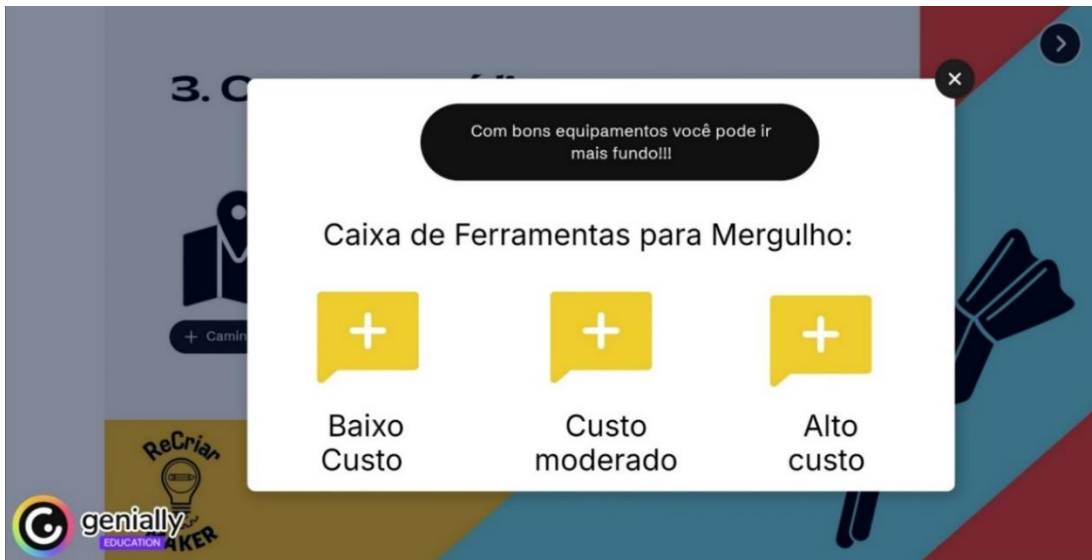 3. C
Com bons equipamentos você pode ir
mais fundo!!!
Caixa de Ferramentas para Mergulho:
+ Camin
Baixo
Custo
Custo
moderado
Alto
custo
ReCriar
genially
EDUCATION